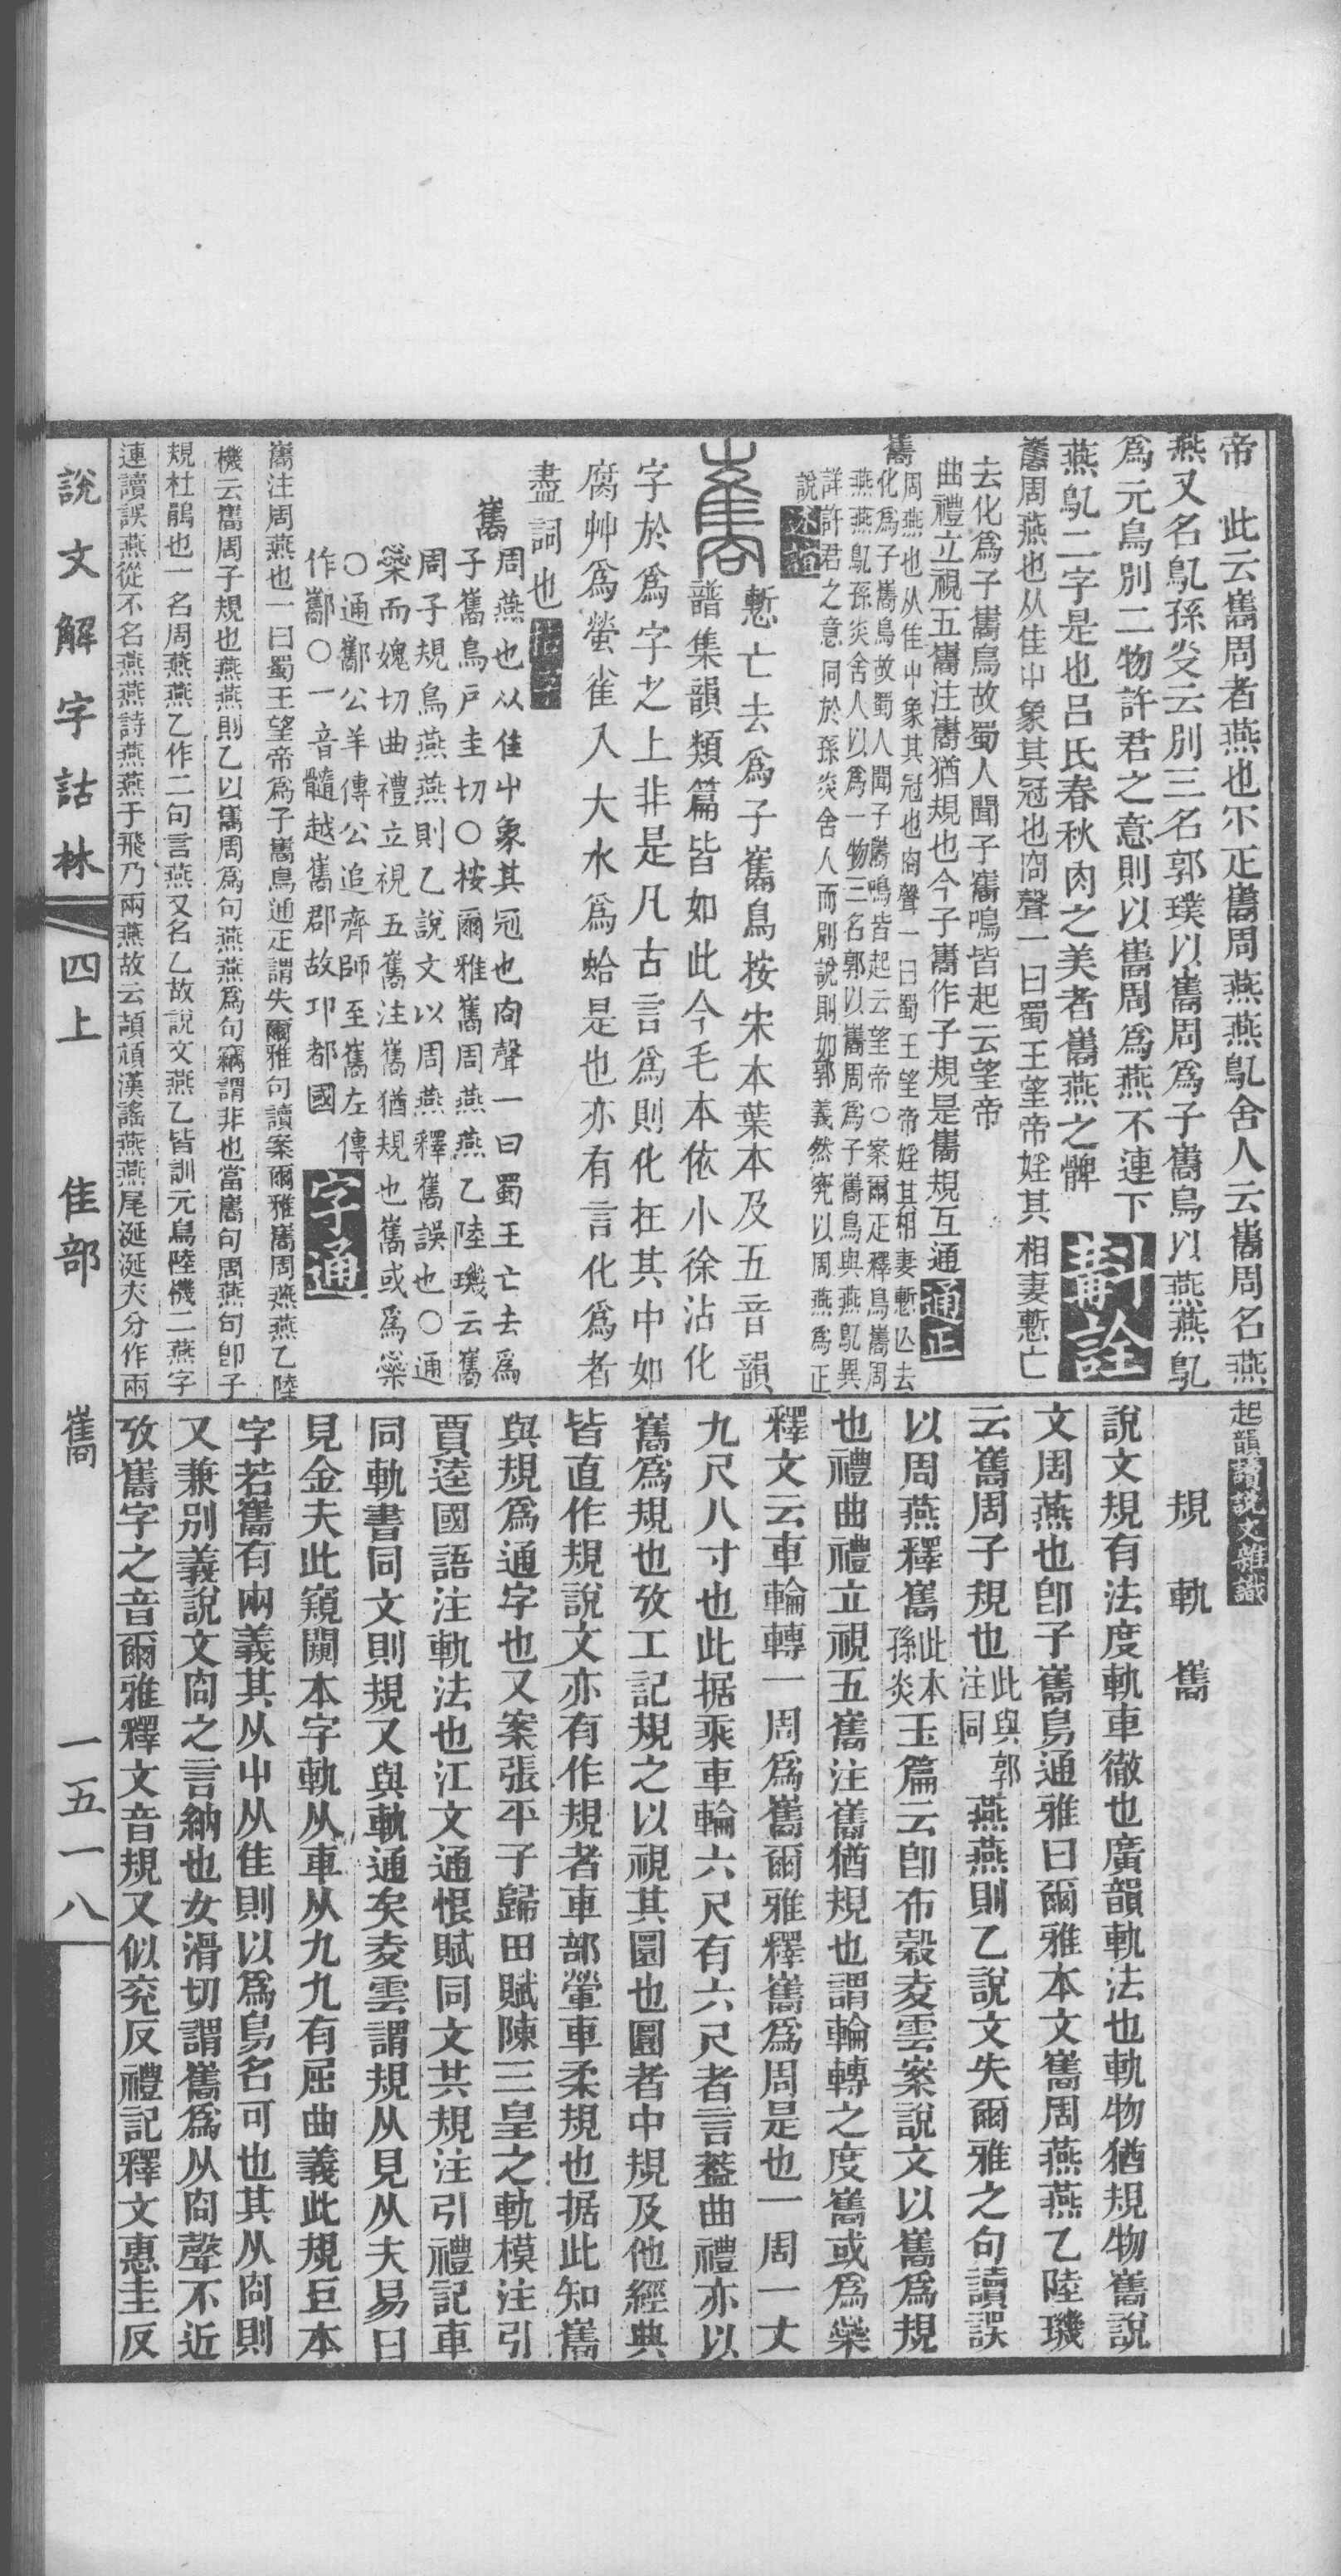 帝　此云巂周者燕也尒疋巂周燕燕鳦舍人云巂周名燕
燕又名鳦孫炎云別三名郭璞以巂周爲子巂鳥以燕燕鳦
爲元鳥別二物許君之意則以巂周爲燕不連下
燕鳦二字是也吕氏春秋肉之美者巂燕之髀
斠詮
巂周燕也从隹屮象其冠也㕯聲一曰蜀王望帝婬其相妻慙亡
去化爲子巂鳥故蜀人聞子巂鳴皆起云望帝
曲禮立視五巂注巂猶規也今子巂作子規是巂規互通
通正
巂周燕也从隹屮象其冠也㕯聲一曰蜀王望帝婬其相妻慙亾去
化爲子巂鳥故蜀人聞子巂鳴皆起云望帝○案爾疋釋鳥巂周
燕燕鳦孫炎舍人以爲一物三名郭以巂周爲子巂鳥與燕鳦異
詳許君之意同於孫炎舍人而別說則如郭義然究以周燕爲正
說
慙亡去爲子巂鳥按宋本葉本及五音韻
譜集韻類篇皆如此今毛本依小徐沾化
字於爲字之上非是凡古言爲則化在其中如
腐艸爲螢雀入大水爲蛤是也亦有言化爲者
盡詞也
巂
周燕也以隹屮象其冠也㕯聲一曰蜀王亡去爲
子巂鳥戸圭切○按爾雅巂周燕燕乙陸璣云巂
周子規鳥燕燕則乙說文以周燕釋巂誤也○通
㰎而媿切曲禮立視五巂注巂猶規也巂或爲㰎
○通酅公羊傳公追齊師至巂左傳
作酅○一音髓越巂郡故邛都國
字通
巂注周燕也一曰蜀王望帝爲子巂鳥通正謂失爾雅句讀案爾雅巂周燕燕乙陸
機云巂周子規也燕燕則乙以巂周爲句燕燕爲句竊謂非也當巂句周燕句卽子
規杜鵑也一名周燕燕乙作二句言燕又名乙故說文燕乙皆訓元鳥陸機二燕字
連讀誤燕從不名燕燕詩燕燕于飛乃兩燕故云頡頏漢謠燕燕尾涎涎夾分作兩
起韻
讀說文雜識
規　軌　巂
說文規有法度軌車徹也廣韻軌法也軌物猶規物巂說
文周燕也卽子巂鳥通雅曰爾雅本文巂周燕燕乙陸璣
云巂周子規也此與郭注同燕燕則乙說文失爾雅之句讀誤
以周燕釋巂此本孫炎玉篇云卽布穀夌雲案說文以巂爲規
也禮曲禮立視五巂注巂猶規也謂輪轉之度巂或爲㰎
釋文云車輪轉一周爲巂爾雅釋巂爲周是也一周一丈
九尺八寸也此据乘車輪六尺有六尺者言葢曲禮亦以
巂爲規也攷工記規之以視其圜也圜者中規及他經典
皆直作規說文亦有作規者車部䡝車柔規也据此知巂
與規爲通字也又案張平子歸田賦陳三皇之軌模注引
賈逵國語注軌法也江文通恨賦同文共規注引禮記車
同軌書同文則規又與軌通矣夌雲謂規从見从夫易曰
見金夫此窺闚本字軌从車从九九有屈曲義此規巨本
字若巂有兩義其从屮从隹則以爲鳥名可也其从㕯則
又兼別義說文㕯之言納也女滑切謂巂爲从㕯聲不近
攷巂字之音爾雅釋文音規又似兖反禮記釋文惠圭反
說文解字詁林　四上　隹部　巂　一五一八